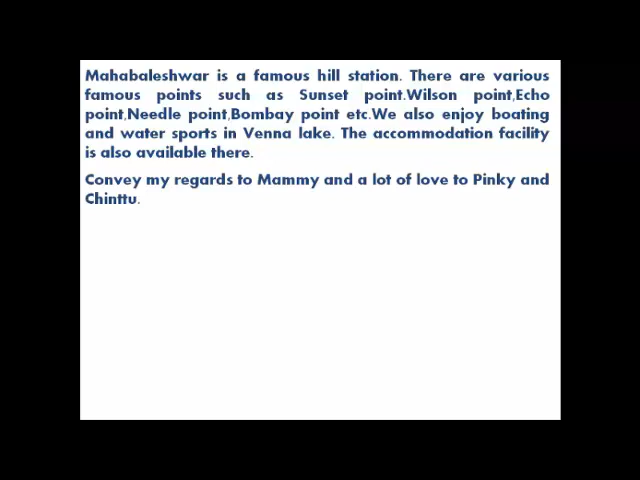 Mahabaleshwar is a famous hill station. There are various
famous points such as Sunset point.Wilson point,Echo
point,Needle point,Bombay point etc.We also enjoy boating
and water sports in Venna lake. The accommodation facility
is also available there.
Convey my regards to Mammy and a lot of love to Pinky and
Chinttu.